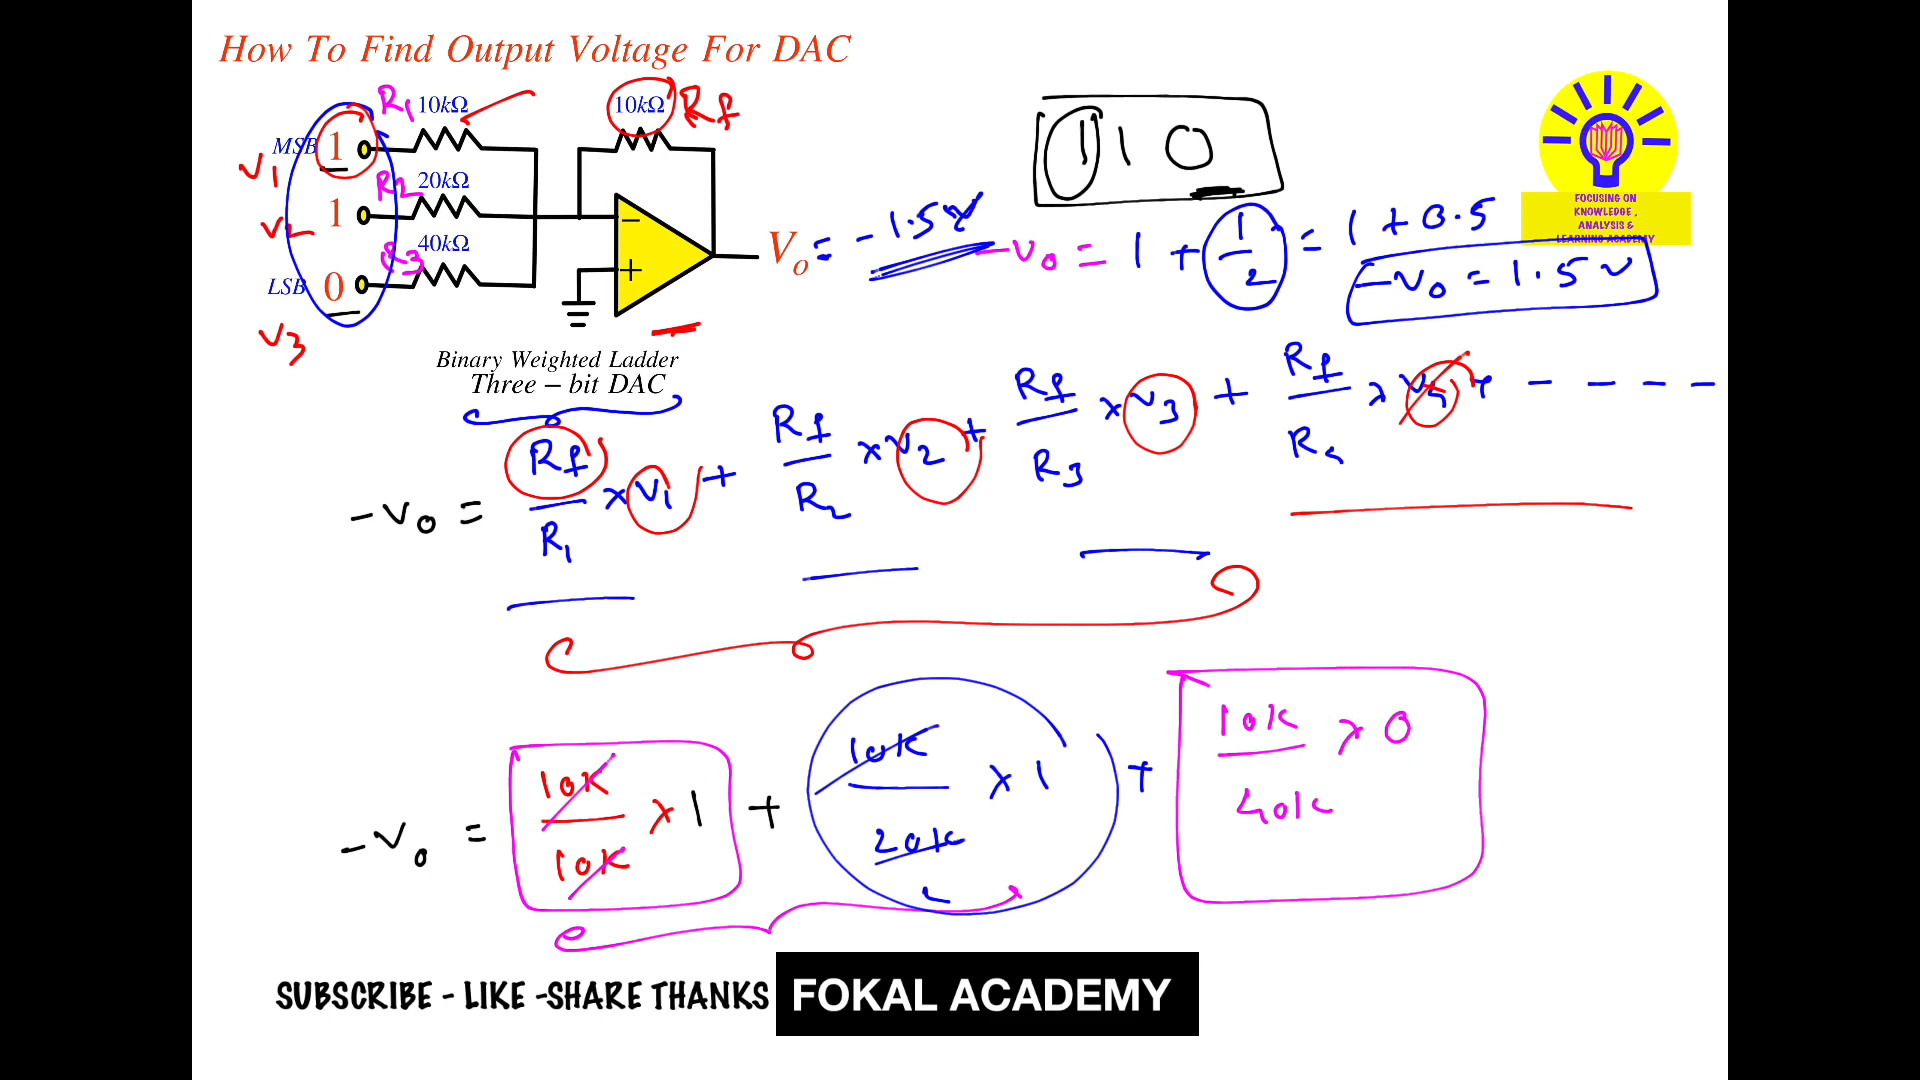 How To Find Output Voltage For DAC
R1 10kΩ
10kΩ Rf
MSB 1
V1
R2 20kΩ
1
V2
R3 40kΩ
LSB 0
V3
−
+
Vo = -1.5V
110
-Vo = 1 + 1/2 = 1 + 0.5
-Vo = 1.5V
FOCUSING ON
KNOWLEDGE ,
ANALYSIS &
LEARNING ACADEMY
Binary Weighted Ladder
Three − bit DAC
-Vo = Rf/R1 × V1 + Rf/R2 × V2 + Rf/R3 × V3 + Rf/R4 × V4 + - - - -
-Vo = 10K/10K × 1 + 10K/20K × 1 + 10K/40K × 0
SUBSCRIBE - LIKE -SHARE THANKS
FOKAL ACADEMY